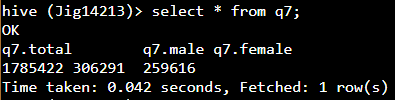 hive (Jig14213)> select * from q7;
OK
q7.total        q7.male q7.female
1785422 306291  259616
Time taken: 0.042 seconds, Fetched: 1 row(s)